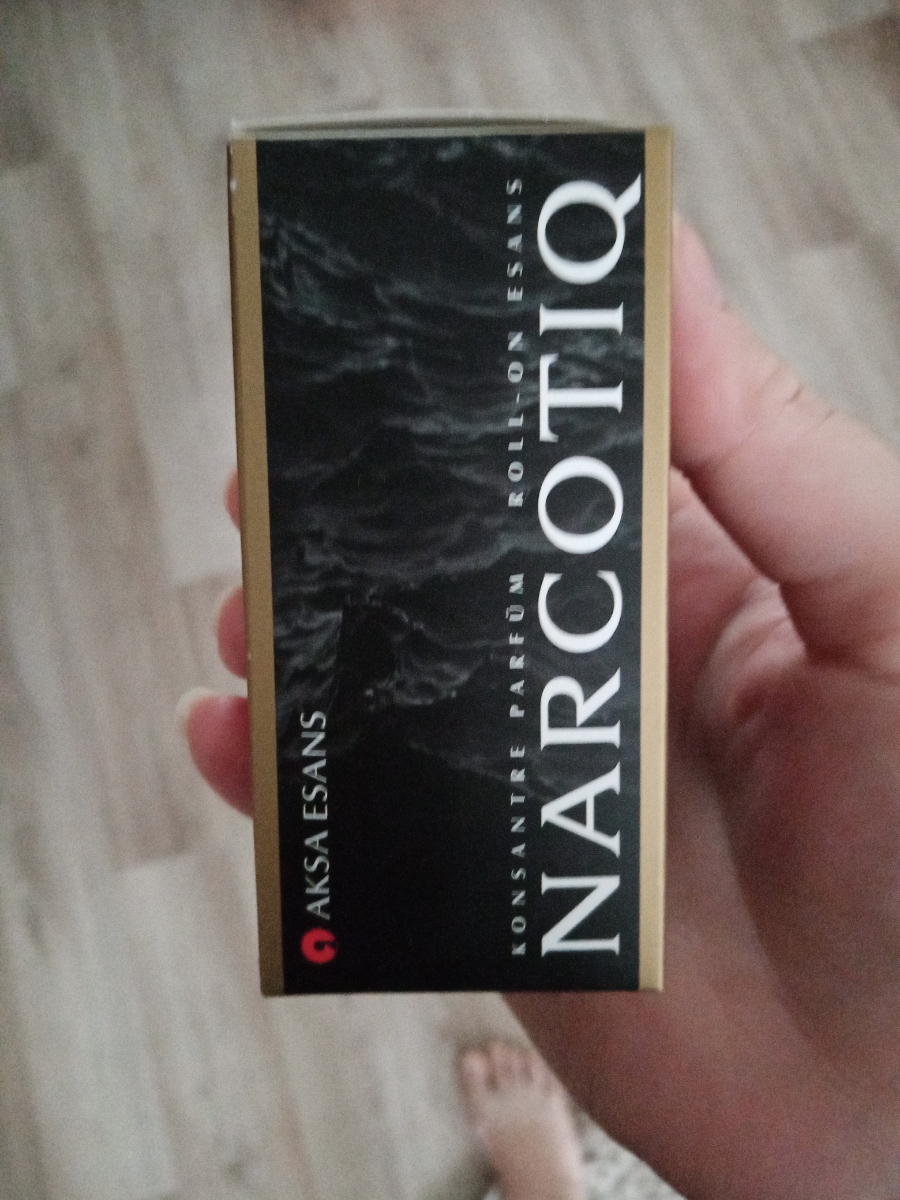 AKSA ESANS
KONSANTRE PARFÜM ROLL-ON ESANS
NARCOTIQ